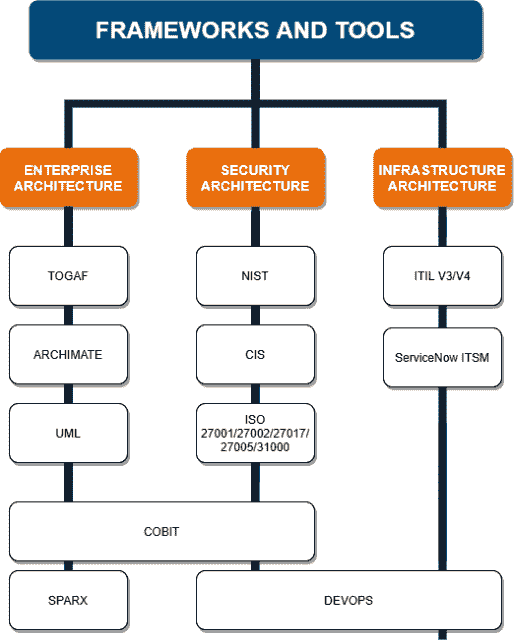 FRAMEWORKS AND TOOLS
ENTERPRISE
ARCHITECTURE
SECURITY
ARCHITECTURE
INFRASTRUCTURE
ARCHITECTURE
TOGAF
NIST
ITIL V3/V4
ARCHIMATE
CIS
ServiceNow ITSM
UML
ISO
27001/27002/27017/
27005/31000
COBIT
SPARX
DEVOPS